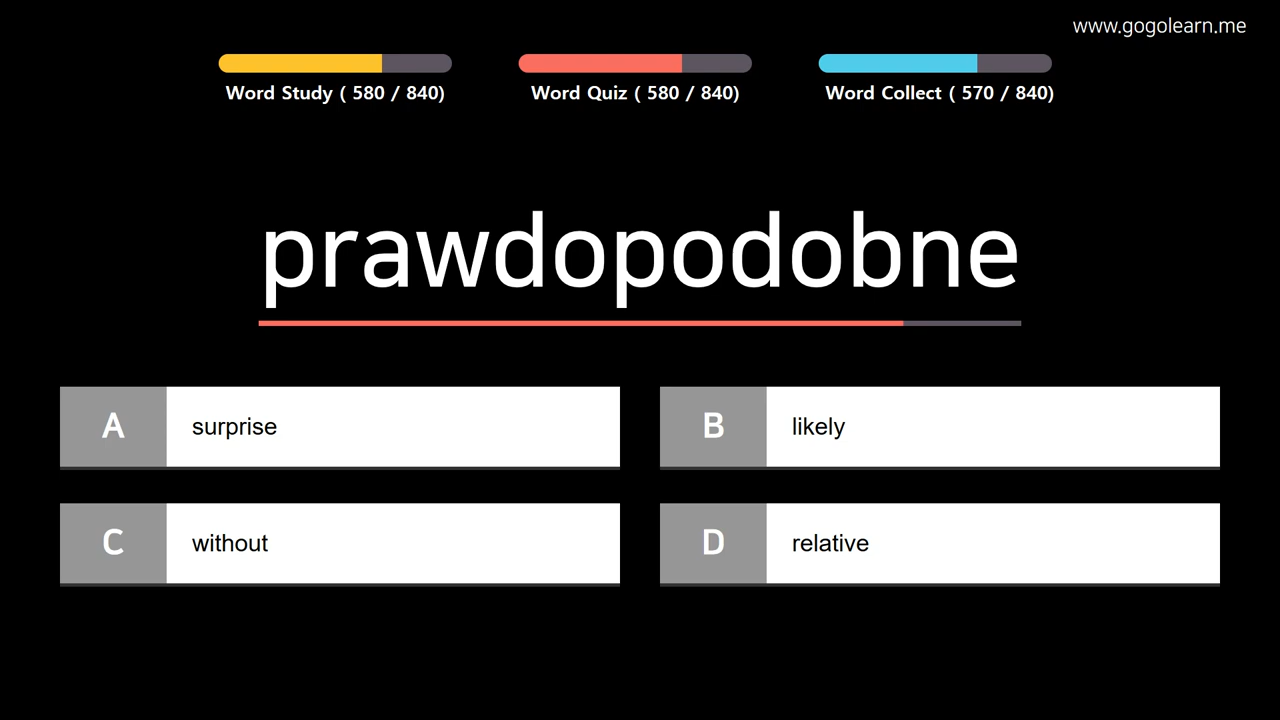 www.gogolearn.me
Word Study ( 580 / 840)
Word Quiz ( 580 / 840)
Word Collect ( 570 / 840)
prawdopodobne
A surprise
B likely
C without
D relative